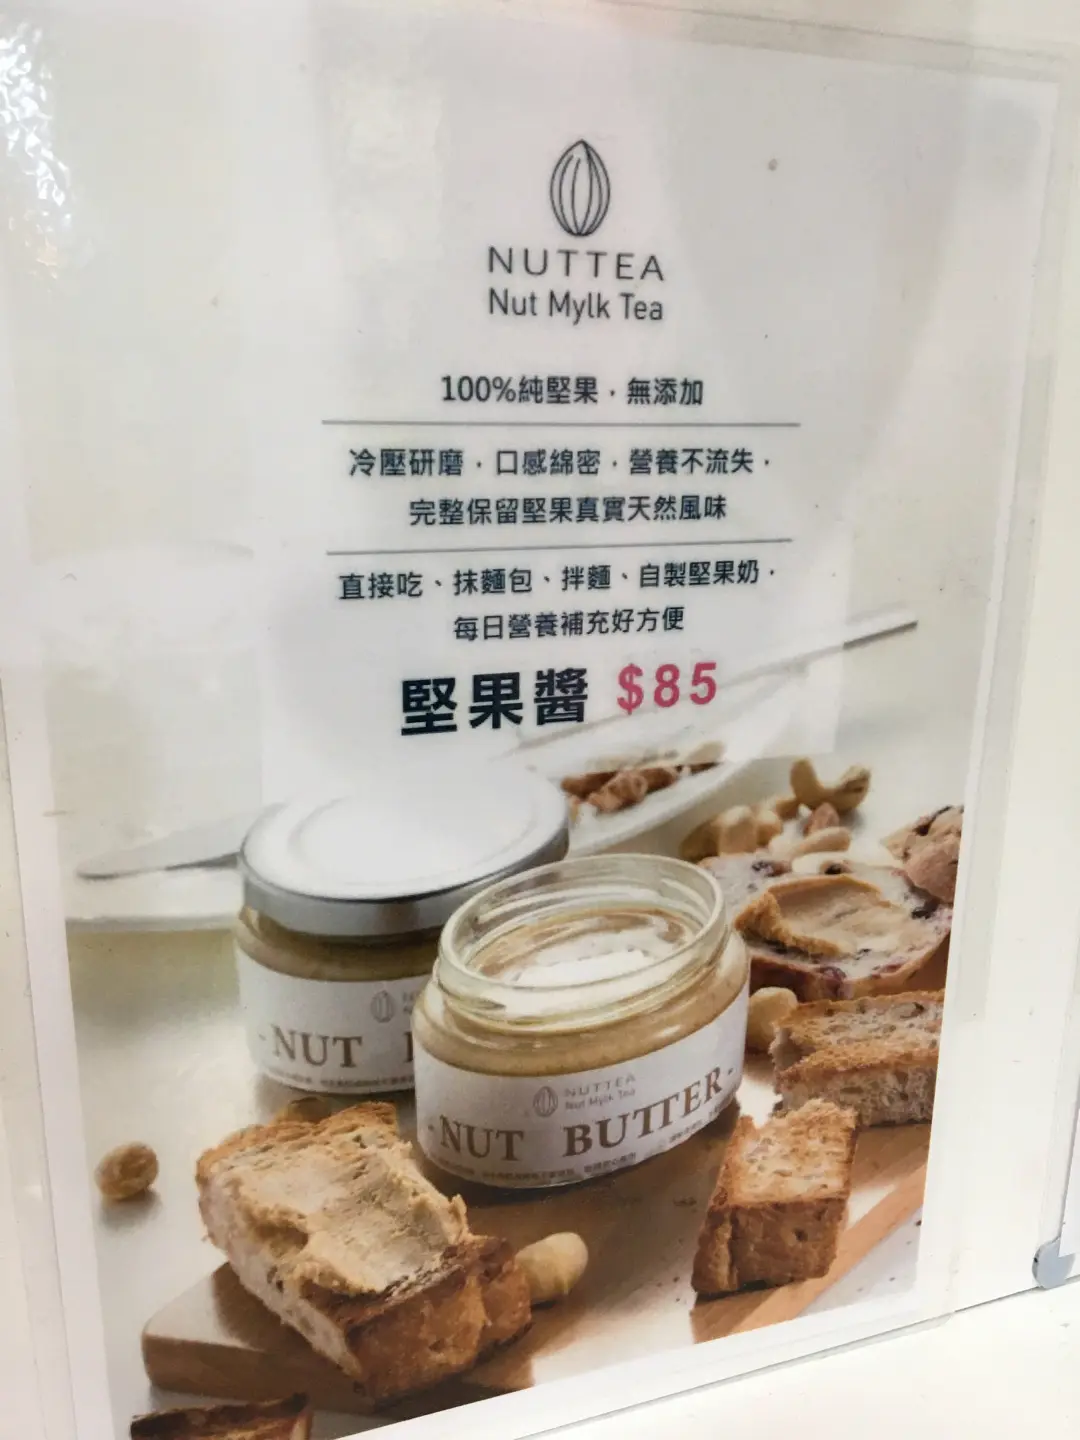 NUTTEA
Nut Mylk Tea
100%純堅果，無添加
冷壓研磨，口感綿密，營養不流失，
完整保留堅果真實天然風味
直接吃、抹麵包、拌麵、自製堅果奶，
每日營養補充好方便
堅果醬 $85
-NUT
NUTTEA
Nut Mylk Tea
-NUT BUTTER-